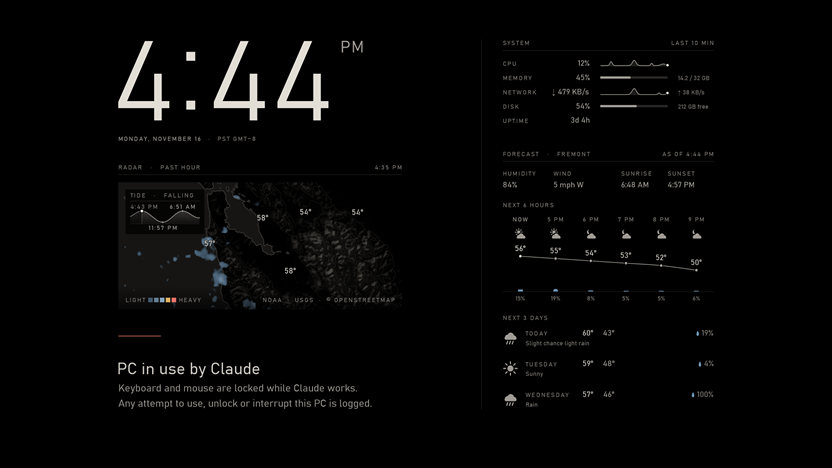 4:44 PM
MONDAY, NOVEMBER 16 · PST GMT−8
RADAR · PAST HOUR 4:35 PM
TIDE · FALLING
4:43 PM 6:51 AM
11:57 PM
58° 54° 54°
57°
58°
LIGHT HEAVY NOAA · USGS · © OPENSTREETMAP
PC in use by Claude
Keyboard and mouse are locked while Claude works.
Any attempt to use, unlock or interrupt this PC is logged.
SYSTEM LAST 10 MIN
CPU 12%
MEMORY 45% 14.2 / 32 GB
NETWORK ↓ 479 KB/s ↑ 38 KB/s
DISK 54% 212 GB free
UPTIME 3d 4h
FORECAST · FREMONT AS OF 4:44 PM
HUMIDITY WIND SUNRISE SUNSET
84% 5 mph W 6:48 AM 4:57 PM
NEXT 6 HOURS
NOW 5 PM 6 PM 7 PM 8 PM 9 PM
56° 55° 54° 53° 52° 50°
15% 19% 8% 5% 5% 6%
NEXT 3 DAYS
TODAY 60° 43° 19%
Slight chance light rain
TUESDAY 59° 48° 4%
Sunny
WEDNESDAY 57° 46° 100%
Rain